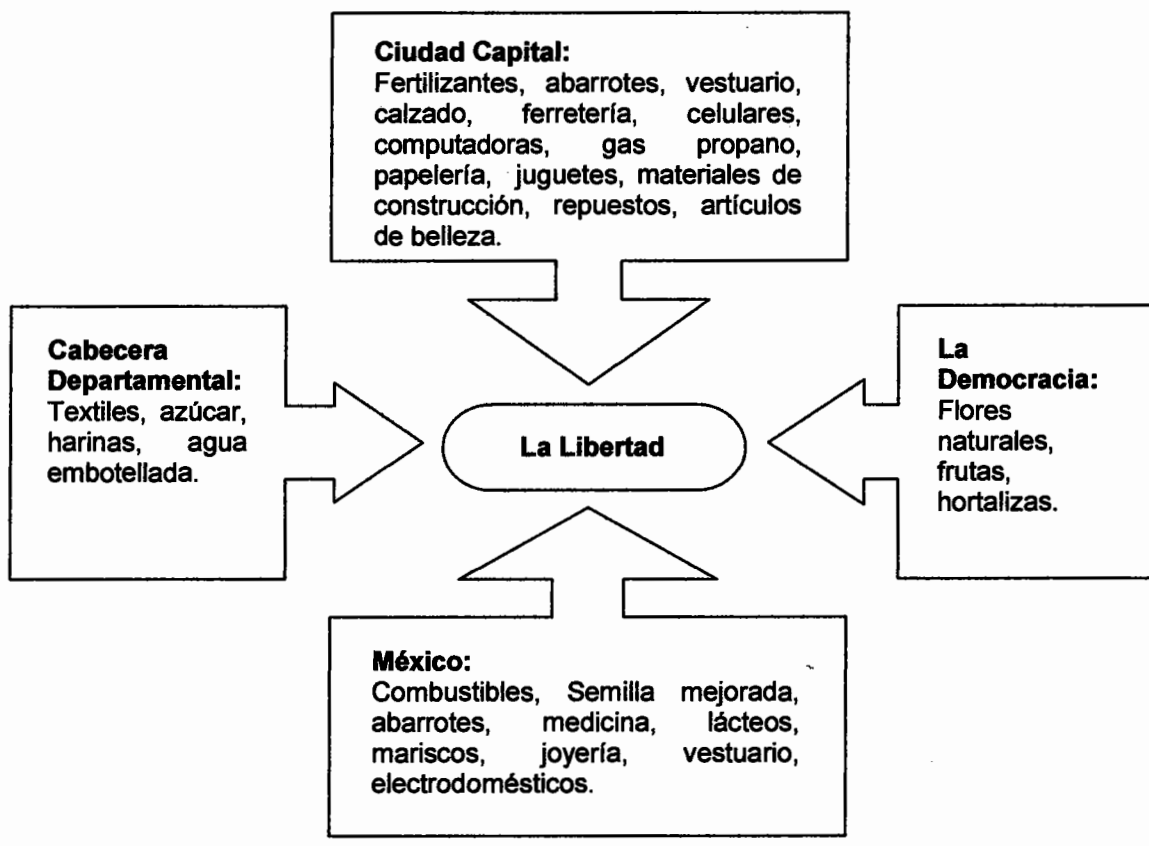 Ciudad Capital:
Fertilizantes, abarrotes, vestuario,
calzado, ferretería, celulares,
computadoras, gas propano,
papelería, juguetes, materiales de
construcción, repuestos, artículos
de belleza.
Cabecera
Departamental:
Textiles, azúcar,
harinas, agua
embotellada.
La Libertad
La
Democracia:
Flores
naturales,
frutas,
hortalizas.
México:
Combustibles, Semilla mejorada,
abarrotes, medicina, lácteos,
mariscos, joyería, vestuario,
electrodomésticos.